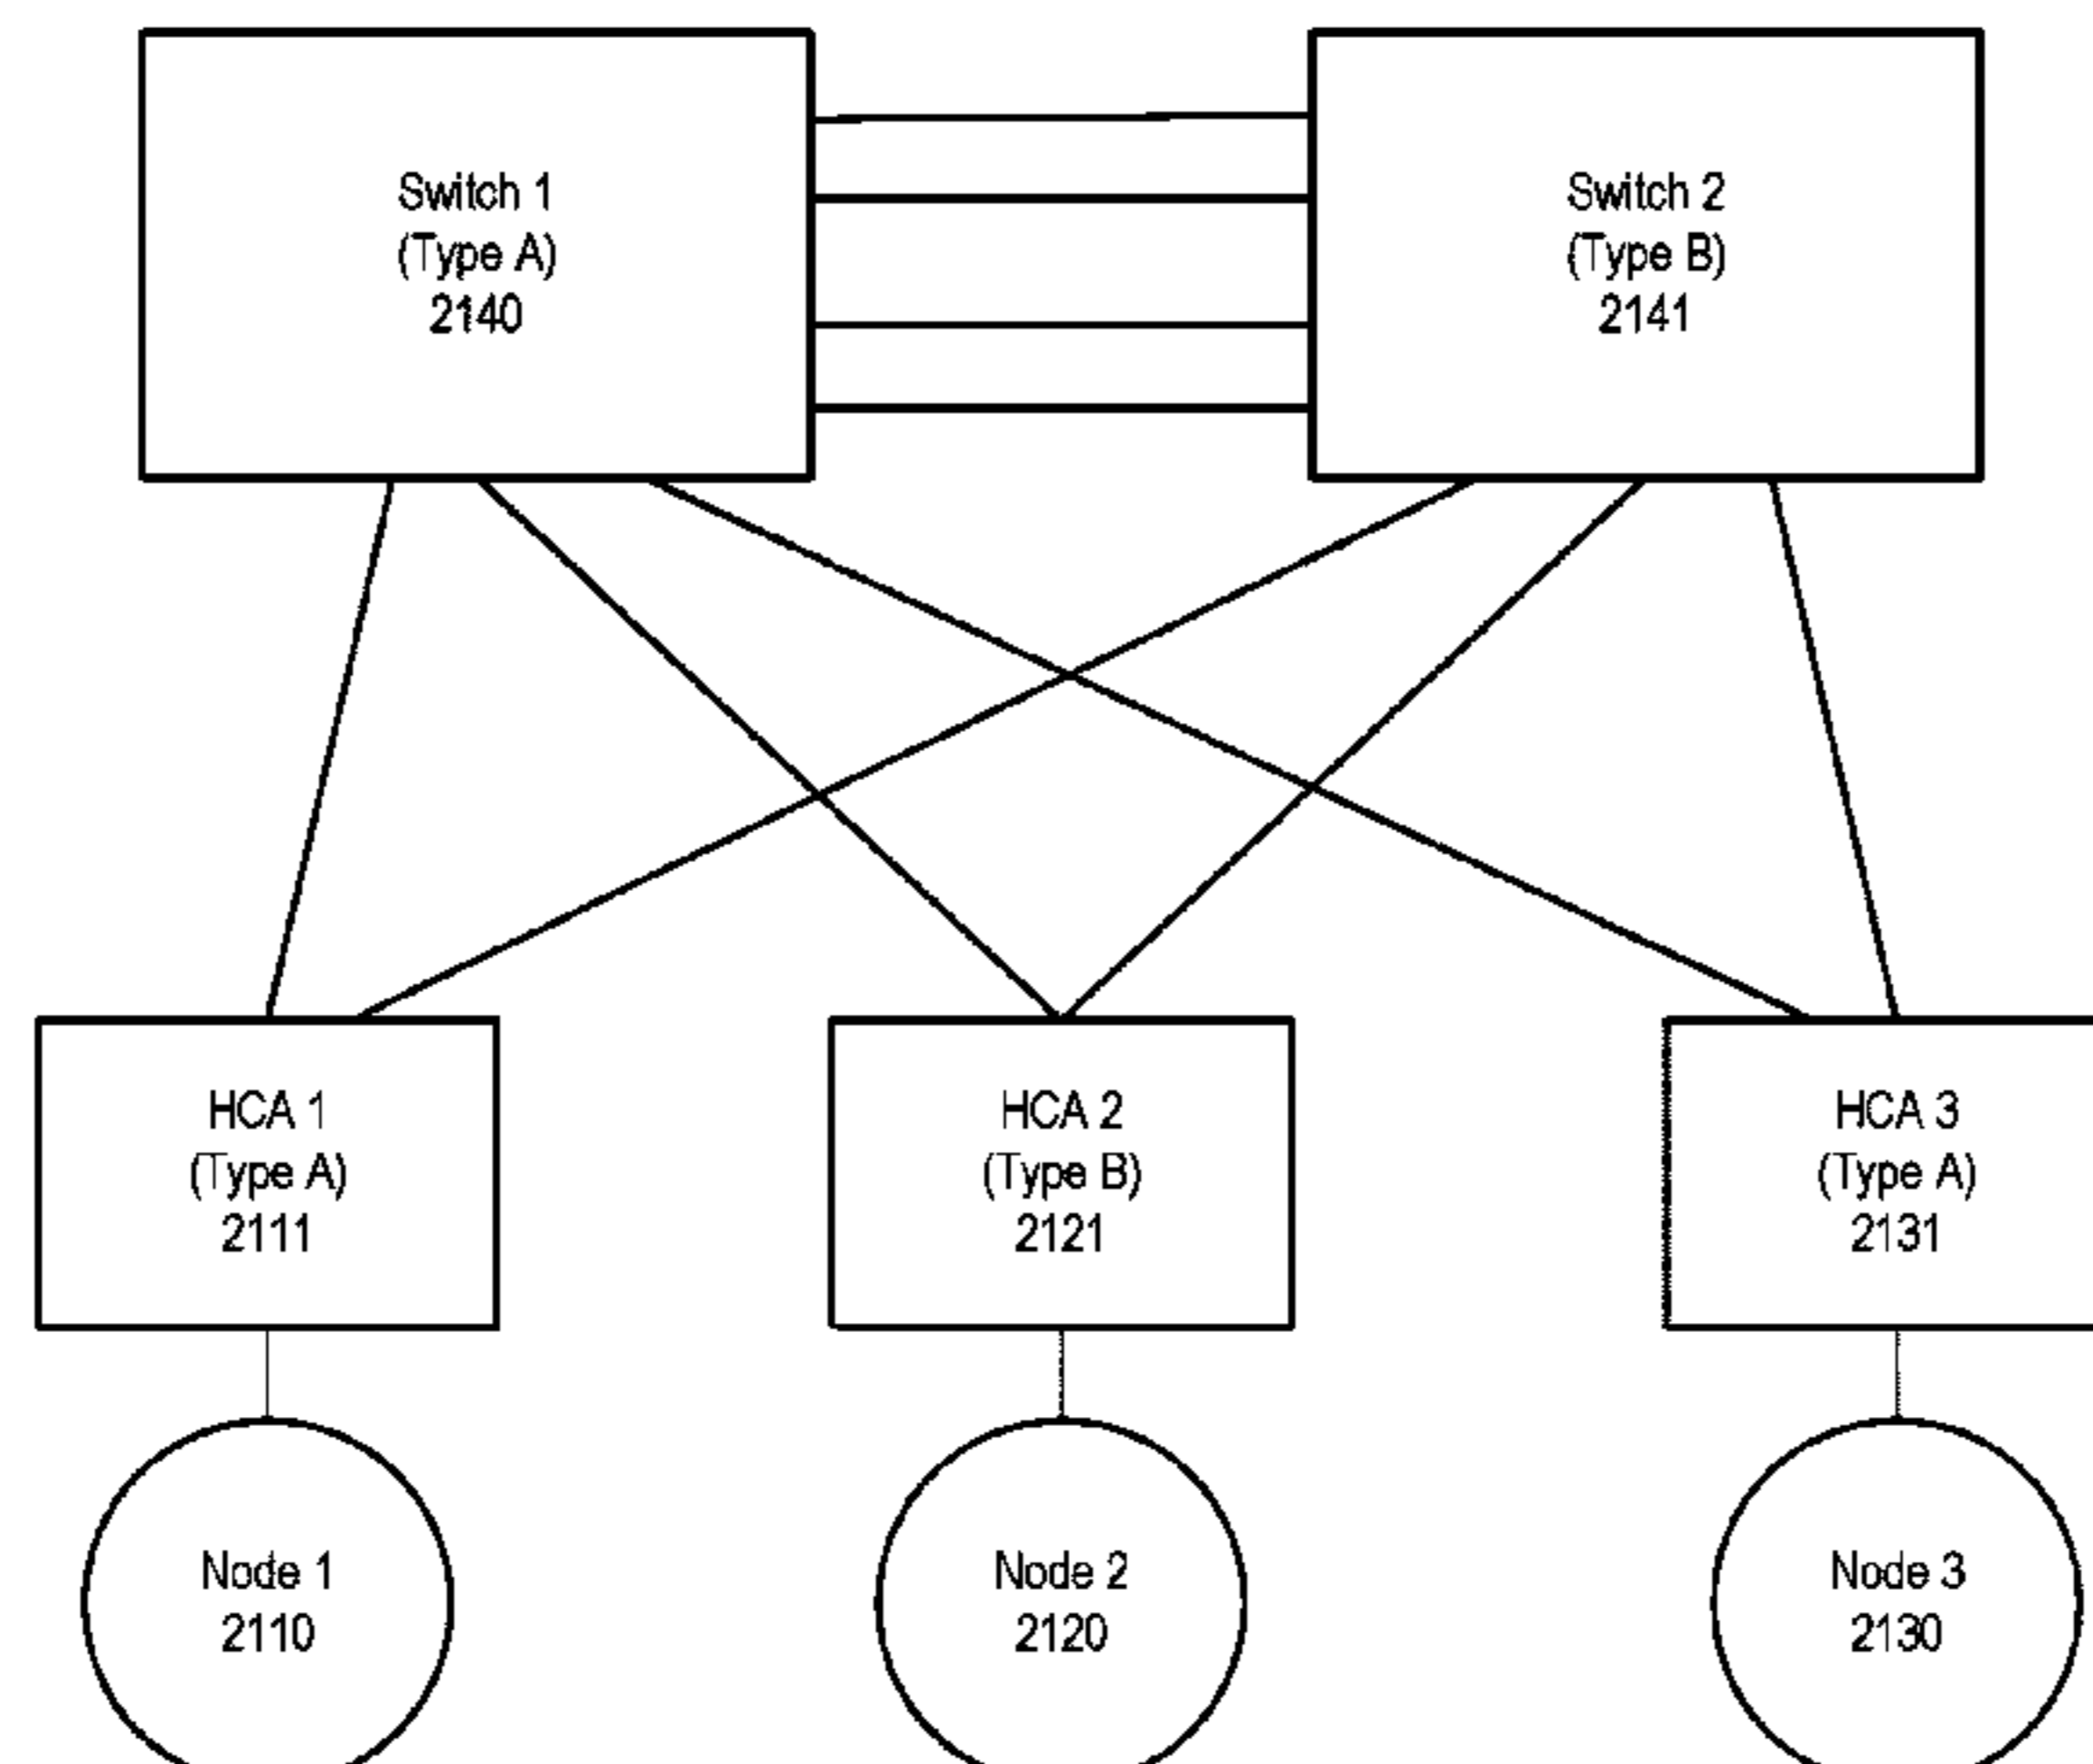 Switch 1
(Type A)
2140
Switch 2
(Type B)
2141
HCA 1
(Type A)
2111
HCA 2
(Type B)
2121
HCA 3
(Type A)
2131
Node 1
2110
Node 2
2120
Node 3
2130